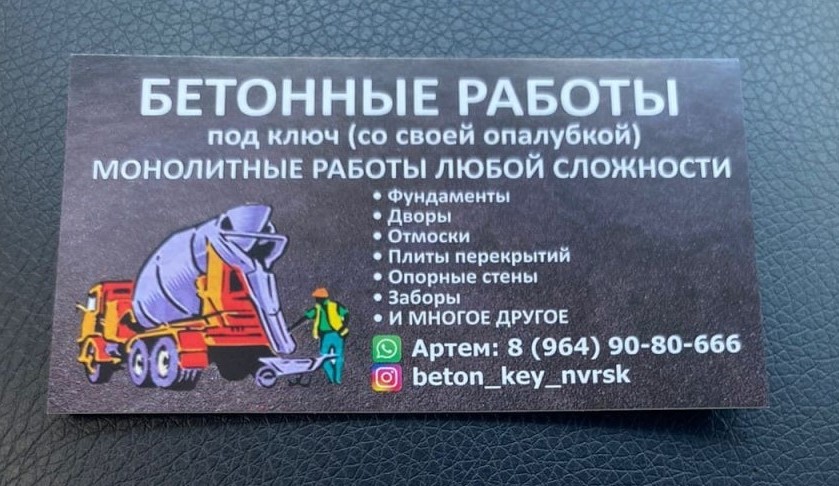 БЕТОННЫЕ РАБОТЫ
под ключ (со своей опалубкой)
МОНОЛИТНЫЕ РАБОТЫ ЛЮБОЙ СЛОЖНОСТИ
• Фундаменты
• Дворы
• Отмоски
• Плиты перекрытий
• Опорные стены
• Заборы
• И МНОГОЕ ДРУГОЕ
Артем: 8 (964) 90-80-666
beton_key_nvrsk